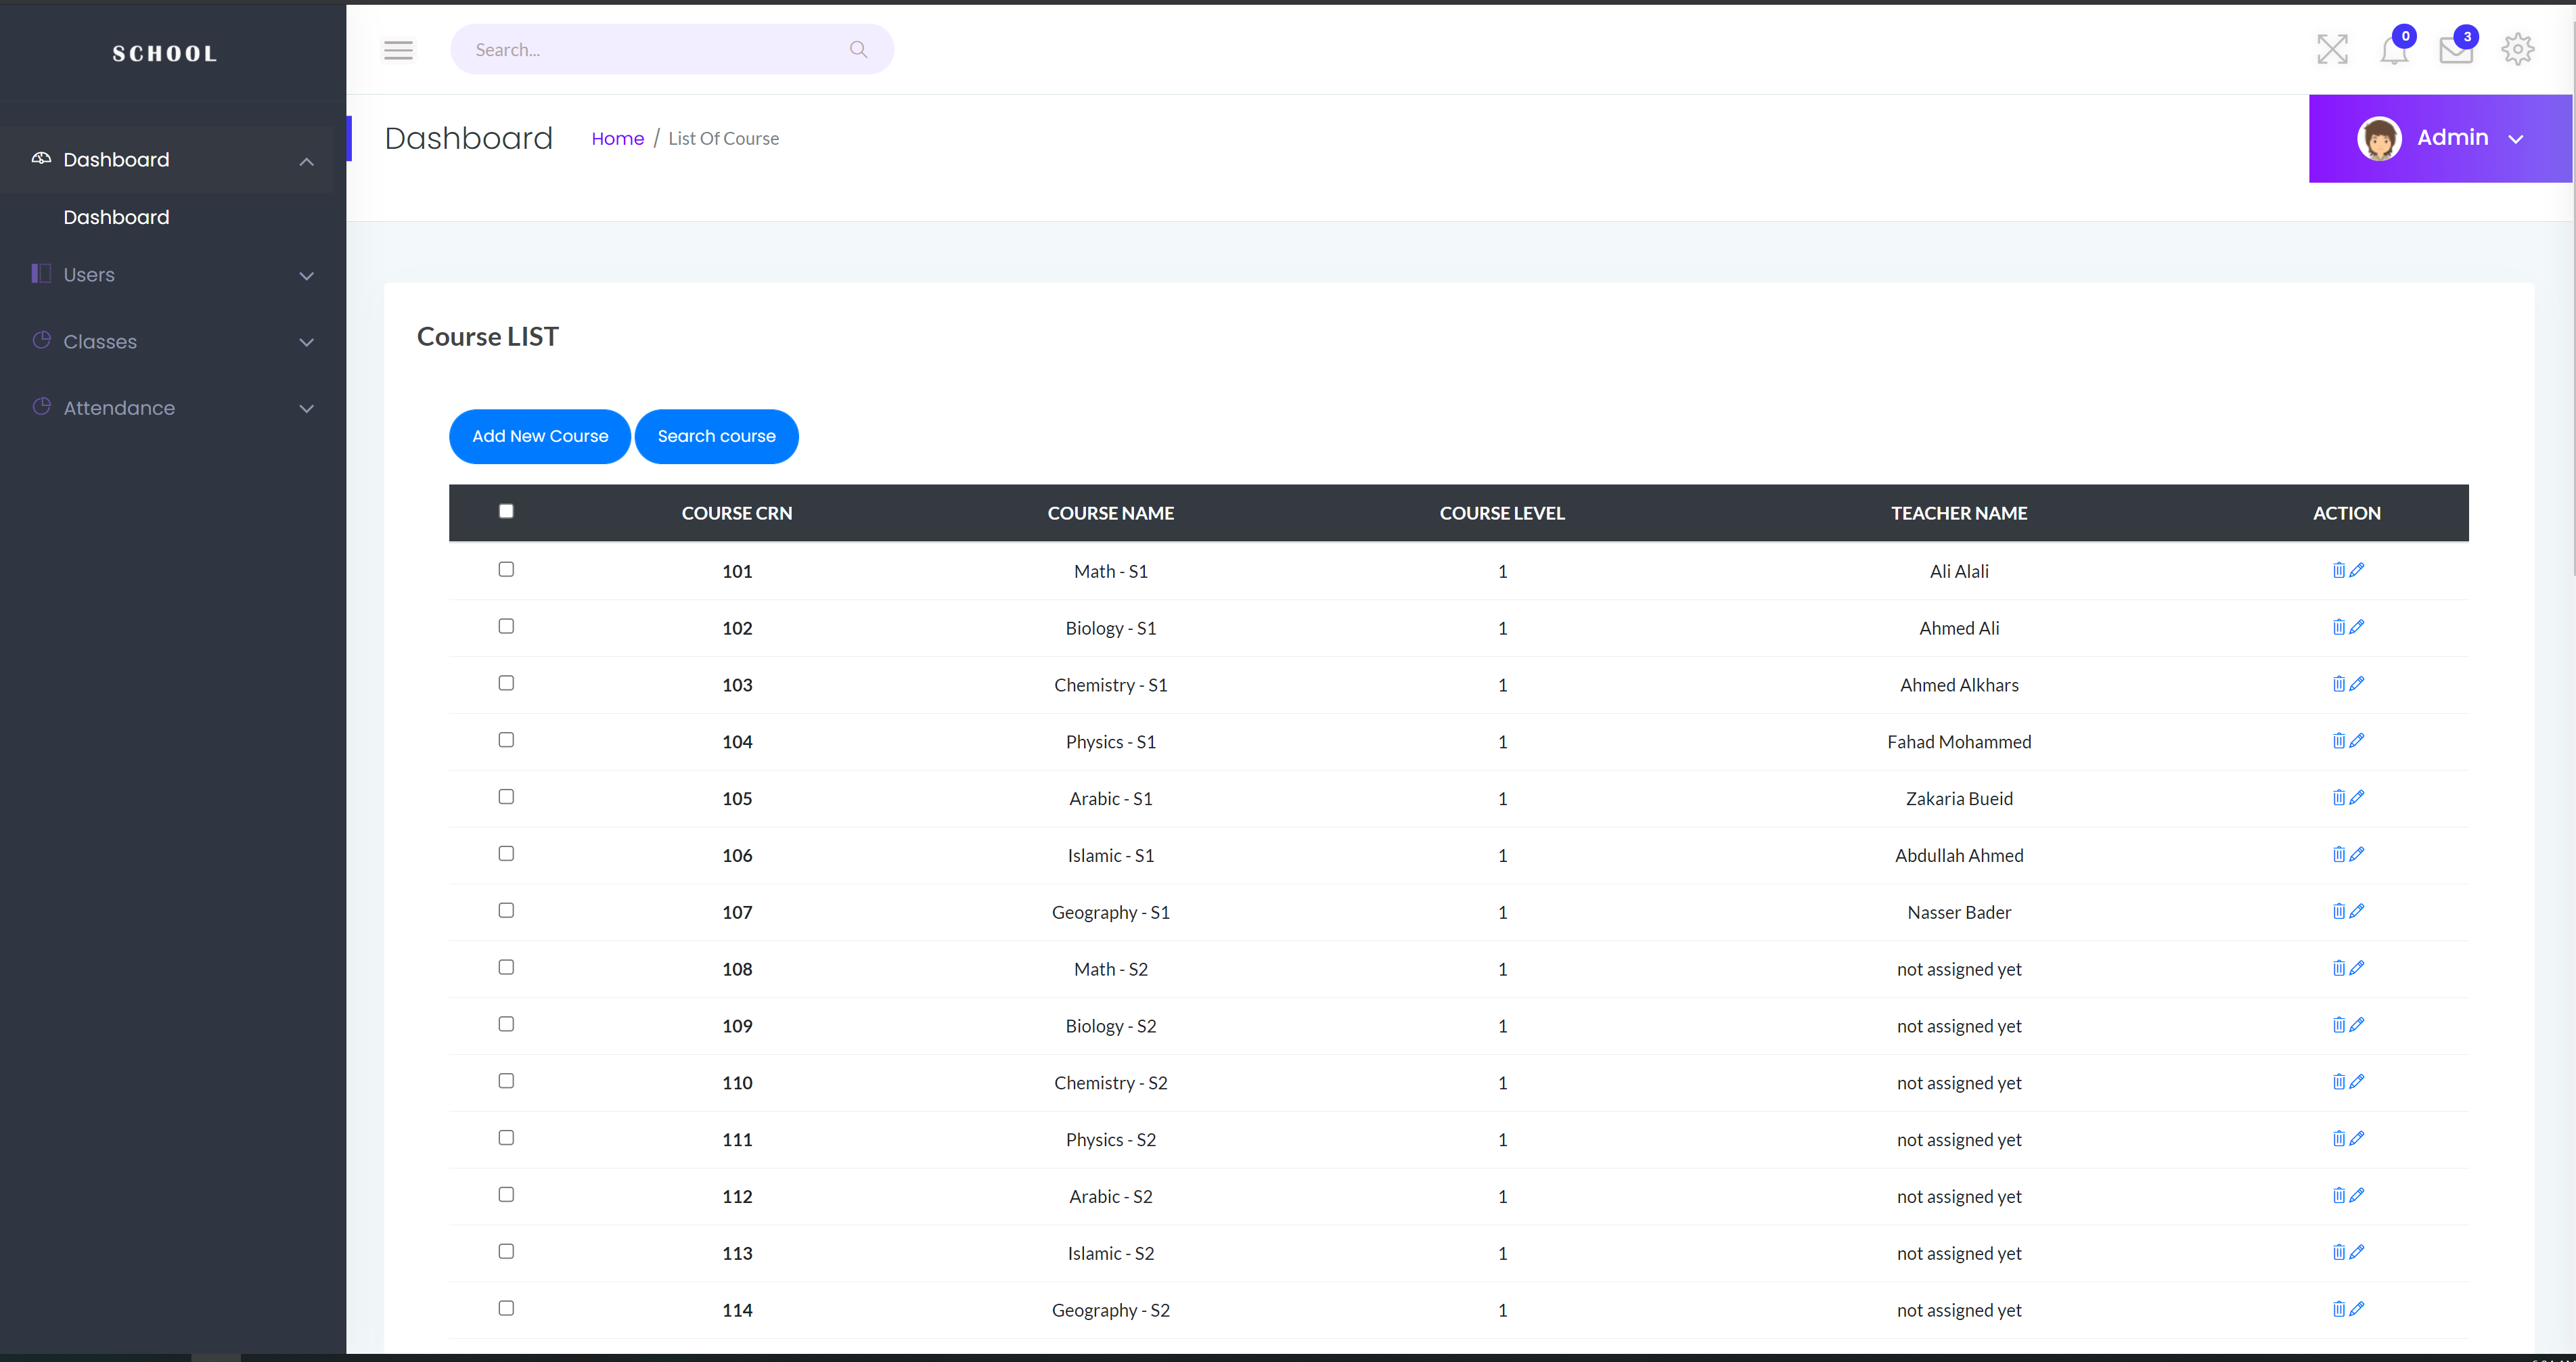 SCHOOL
Search...
0
3
Dashboard
Home / List Of Course
Admin
Dashboard
Dashboard
Users
Classes
Attendance
Course LIST
Add New Course Search course
COURSE CRN COURSE NAME COURSE LEVEL TEACHER NAME ACTION
101 Math - S1 1 Ali Alali
102 Biology - S1 1 Ahmed Ali
103 Chemistry - S1 1 Ahmed Alkhars
104 Physics - S1 1 Fahad Mohammed
105 Arabic - S1 1 Zakaria Bueid
106 Islamic - S1 1 Abdullah Ahmed
107 Geography - S1 1 Nasser Bader
108 Math - S2 1 not assigned yet
109 Biology - S2 1 not assigned yet
110 Chemistry - S2 1 not assigned yet
111 Physics - S2 1 not assigned yet
112 Arabic - S2 1 not assigned yet
113 Islamic - S2 1 not assigned yet
114 Geography - S2 1 not assigned yet